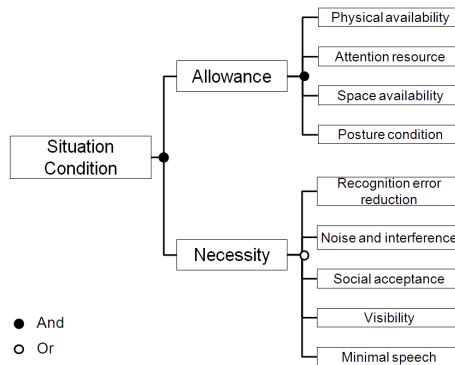 Physical availability
Allowance
Attention resource
Space availability
Posture condition
Situation
Condition
Recognition error
reduction
Necessity
Noise and interference
Social acceptance
Visibility
Minimal speech
And
Or